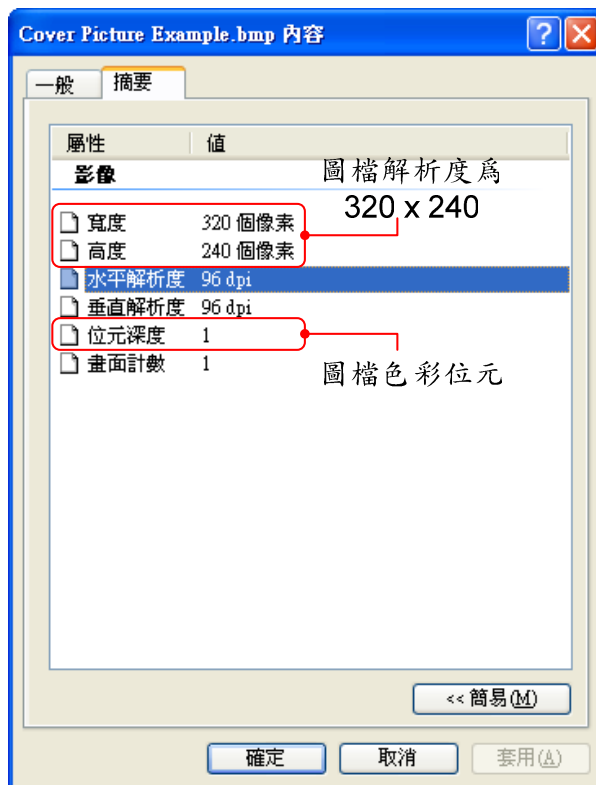 Cover Picture Example.bmp 內容
一般 摘要
屬性 值
影像
圖檔解析度為
320 x 240
寬度 320 個像素
高度 240 個像素
水平解析度 96 dpi
垂直解析度 96 dpi
位元深度 1
畫面計數 1
圖檔色彩位元
<< 簡易(M)
確定 取消 套用(A)